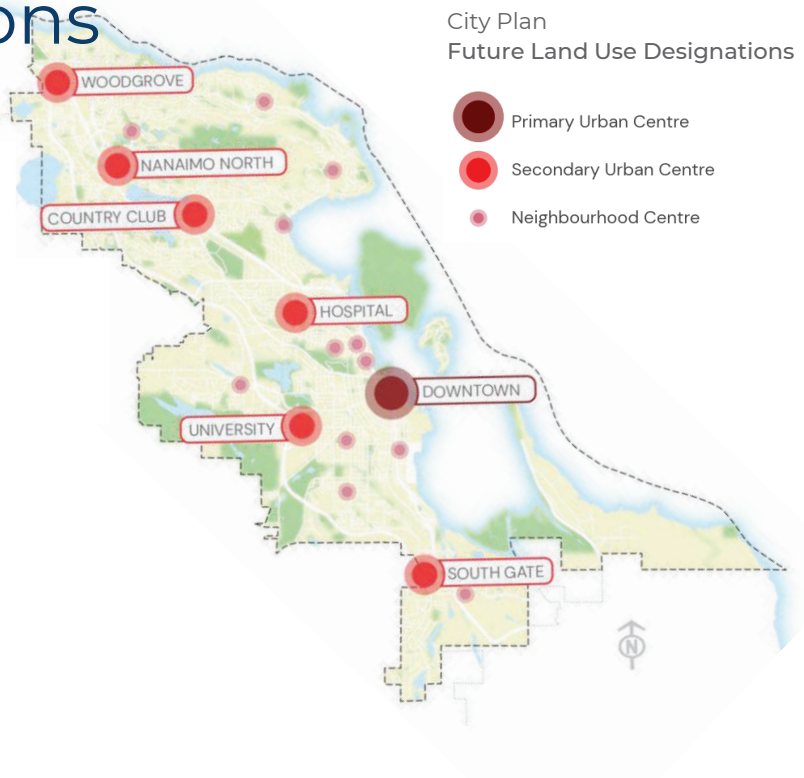 ons
City Plan
Future Land Use Designations
Primary Urban Centre
Secondary Urban Centre
Neighbourhood Centre
WOODGROVE
NANAIMO NORTH
COUNTRY CLUB
HOSPITAL
DOWNTOWN
UNIVERSITY
SOUTH GATE
N